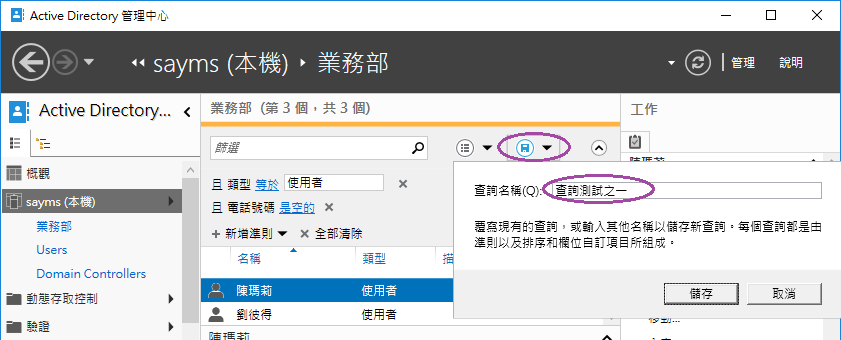 Active Directory 管理中心
sayms (本機) 業務部
管理 說明
Active Directory...
業務部 (第 3 個，共 3 個)
工作
篩選
陳瑪莉
概觀
sayms (本機)
業務部
Users
Domain Controllers
動態存取控制
驗證
且 類型 等於 使用者
且 電話號碼 是空的
新增準則 全部清除
名稱 類型 描
陳瑪莉 使用者
劉彼得 使用者
陳瑪莉
查詢名稱(Q): 查詢測試之一
覆寫現有的查詢，或輸入其他名稱以儲存新查詢。每個查詢都是由
準則以及排序和欄位自訂項目所組成。
儲存 取消
移動...